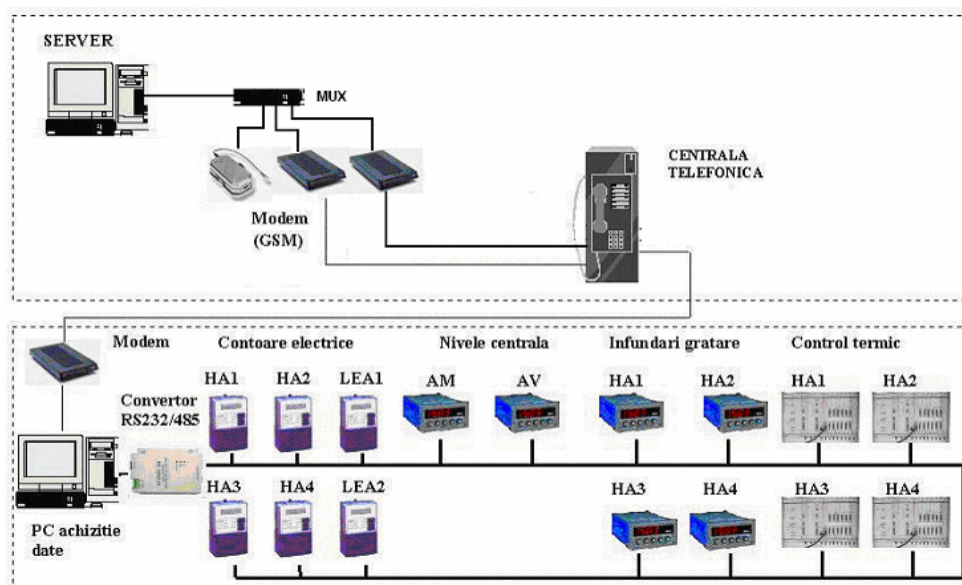 SERVER
MUX
CENTRALA
TELEFONICA
Modem
(GSM)
Modem
Contoare electrice
Nivele centrala
Infundari gratare
Control termic
HA1 HA2 LEA1 AM AV HA1 HA2 HA1 HA2
Convertor
RS232/485
HA3 HA4 LEA2 HA3 HA4 HA3 HA4
PC achizitie
date